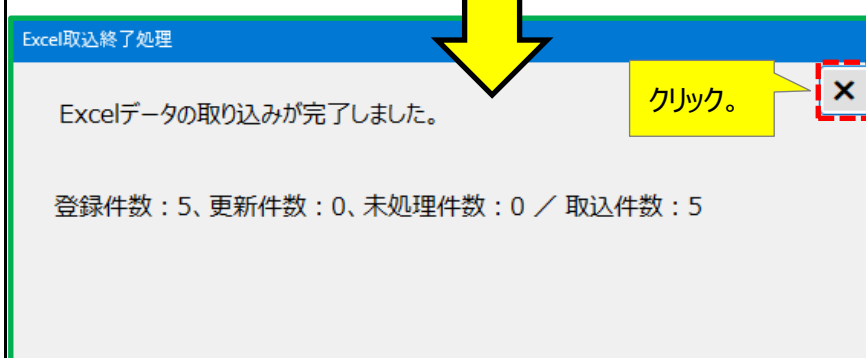 Excel取込終了処理
クリック。
×
Excelデータの取り込みが完了しました。
登録件数：5、更新件数：0、未処理件数：0 ／ 取込件数：5